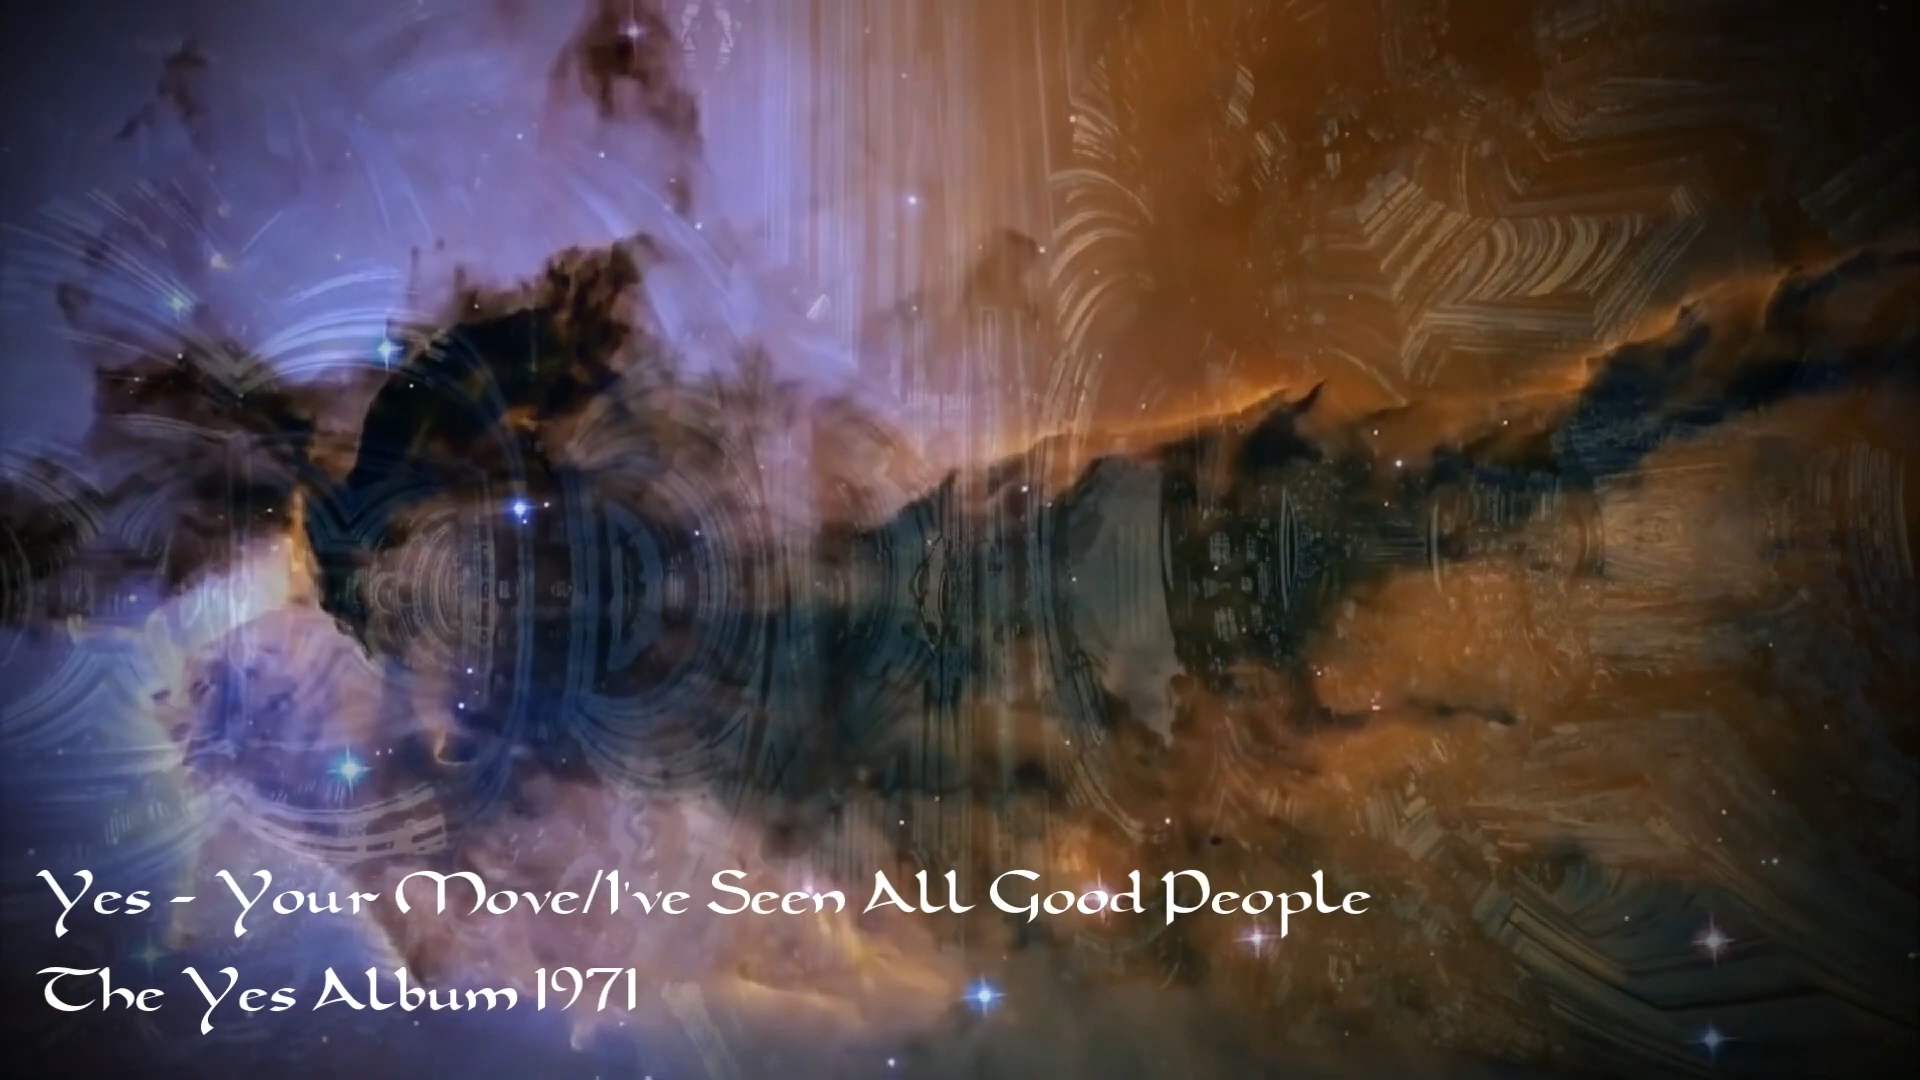 Yes - Your Move/I've Seen All Good People
The Yes Album 1971